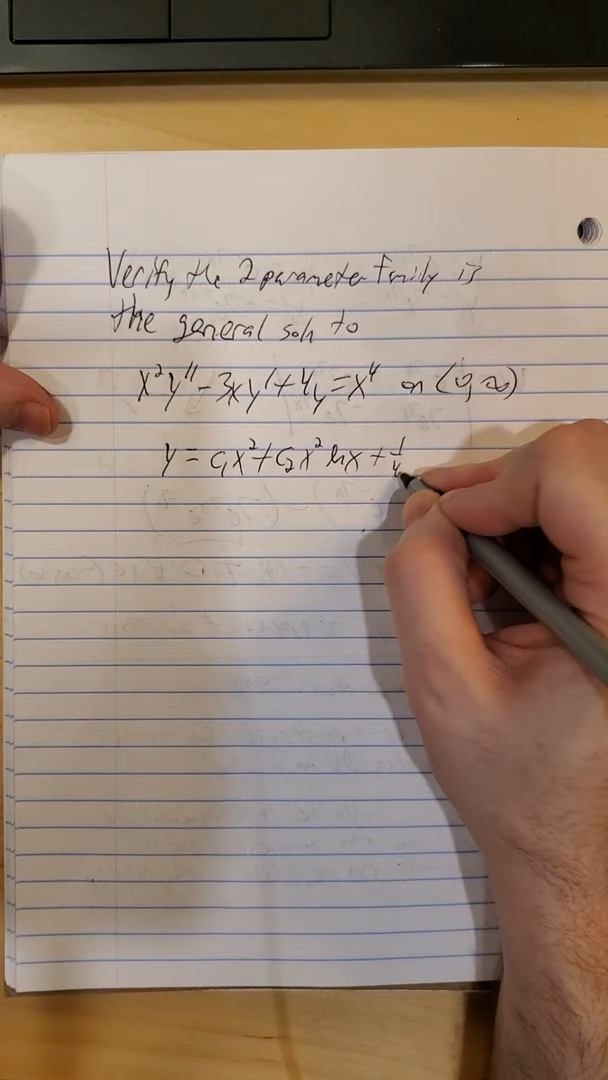 Verify the 2 parameter family is
the general soln to
x²y'' - 3xy' + 4y = x⁴ on (0,∞)
y = c₁x² + c₂x² ln x + 1/4